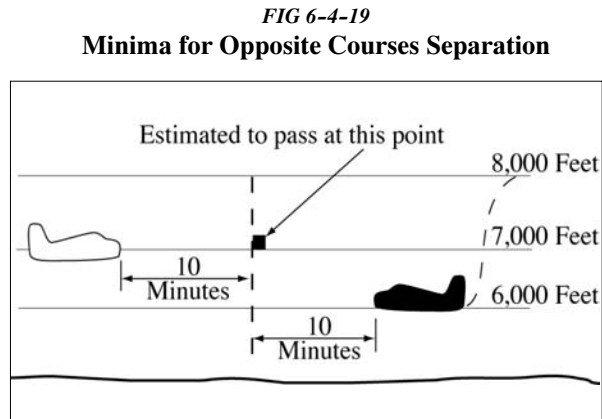 FIG 6-4-19
Minima for Opposite Courses Separation
Estimated to pass at this point
8,000 Feet
7,000 Feet
10
Minutes
6,000 Feet
10
Minutes